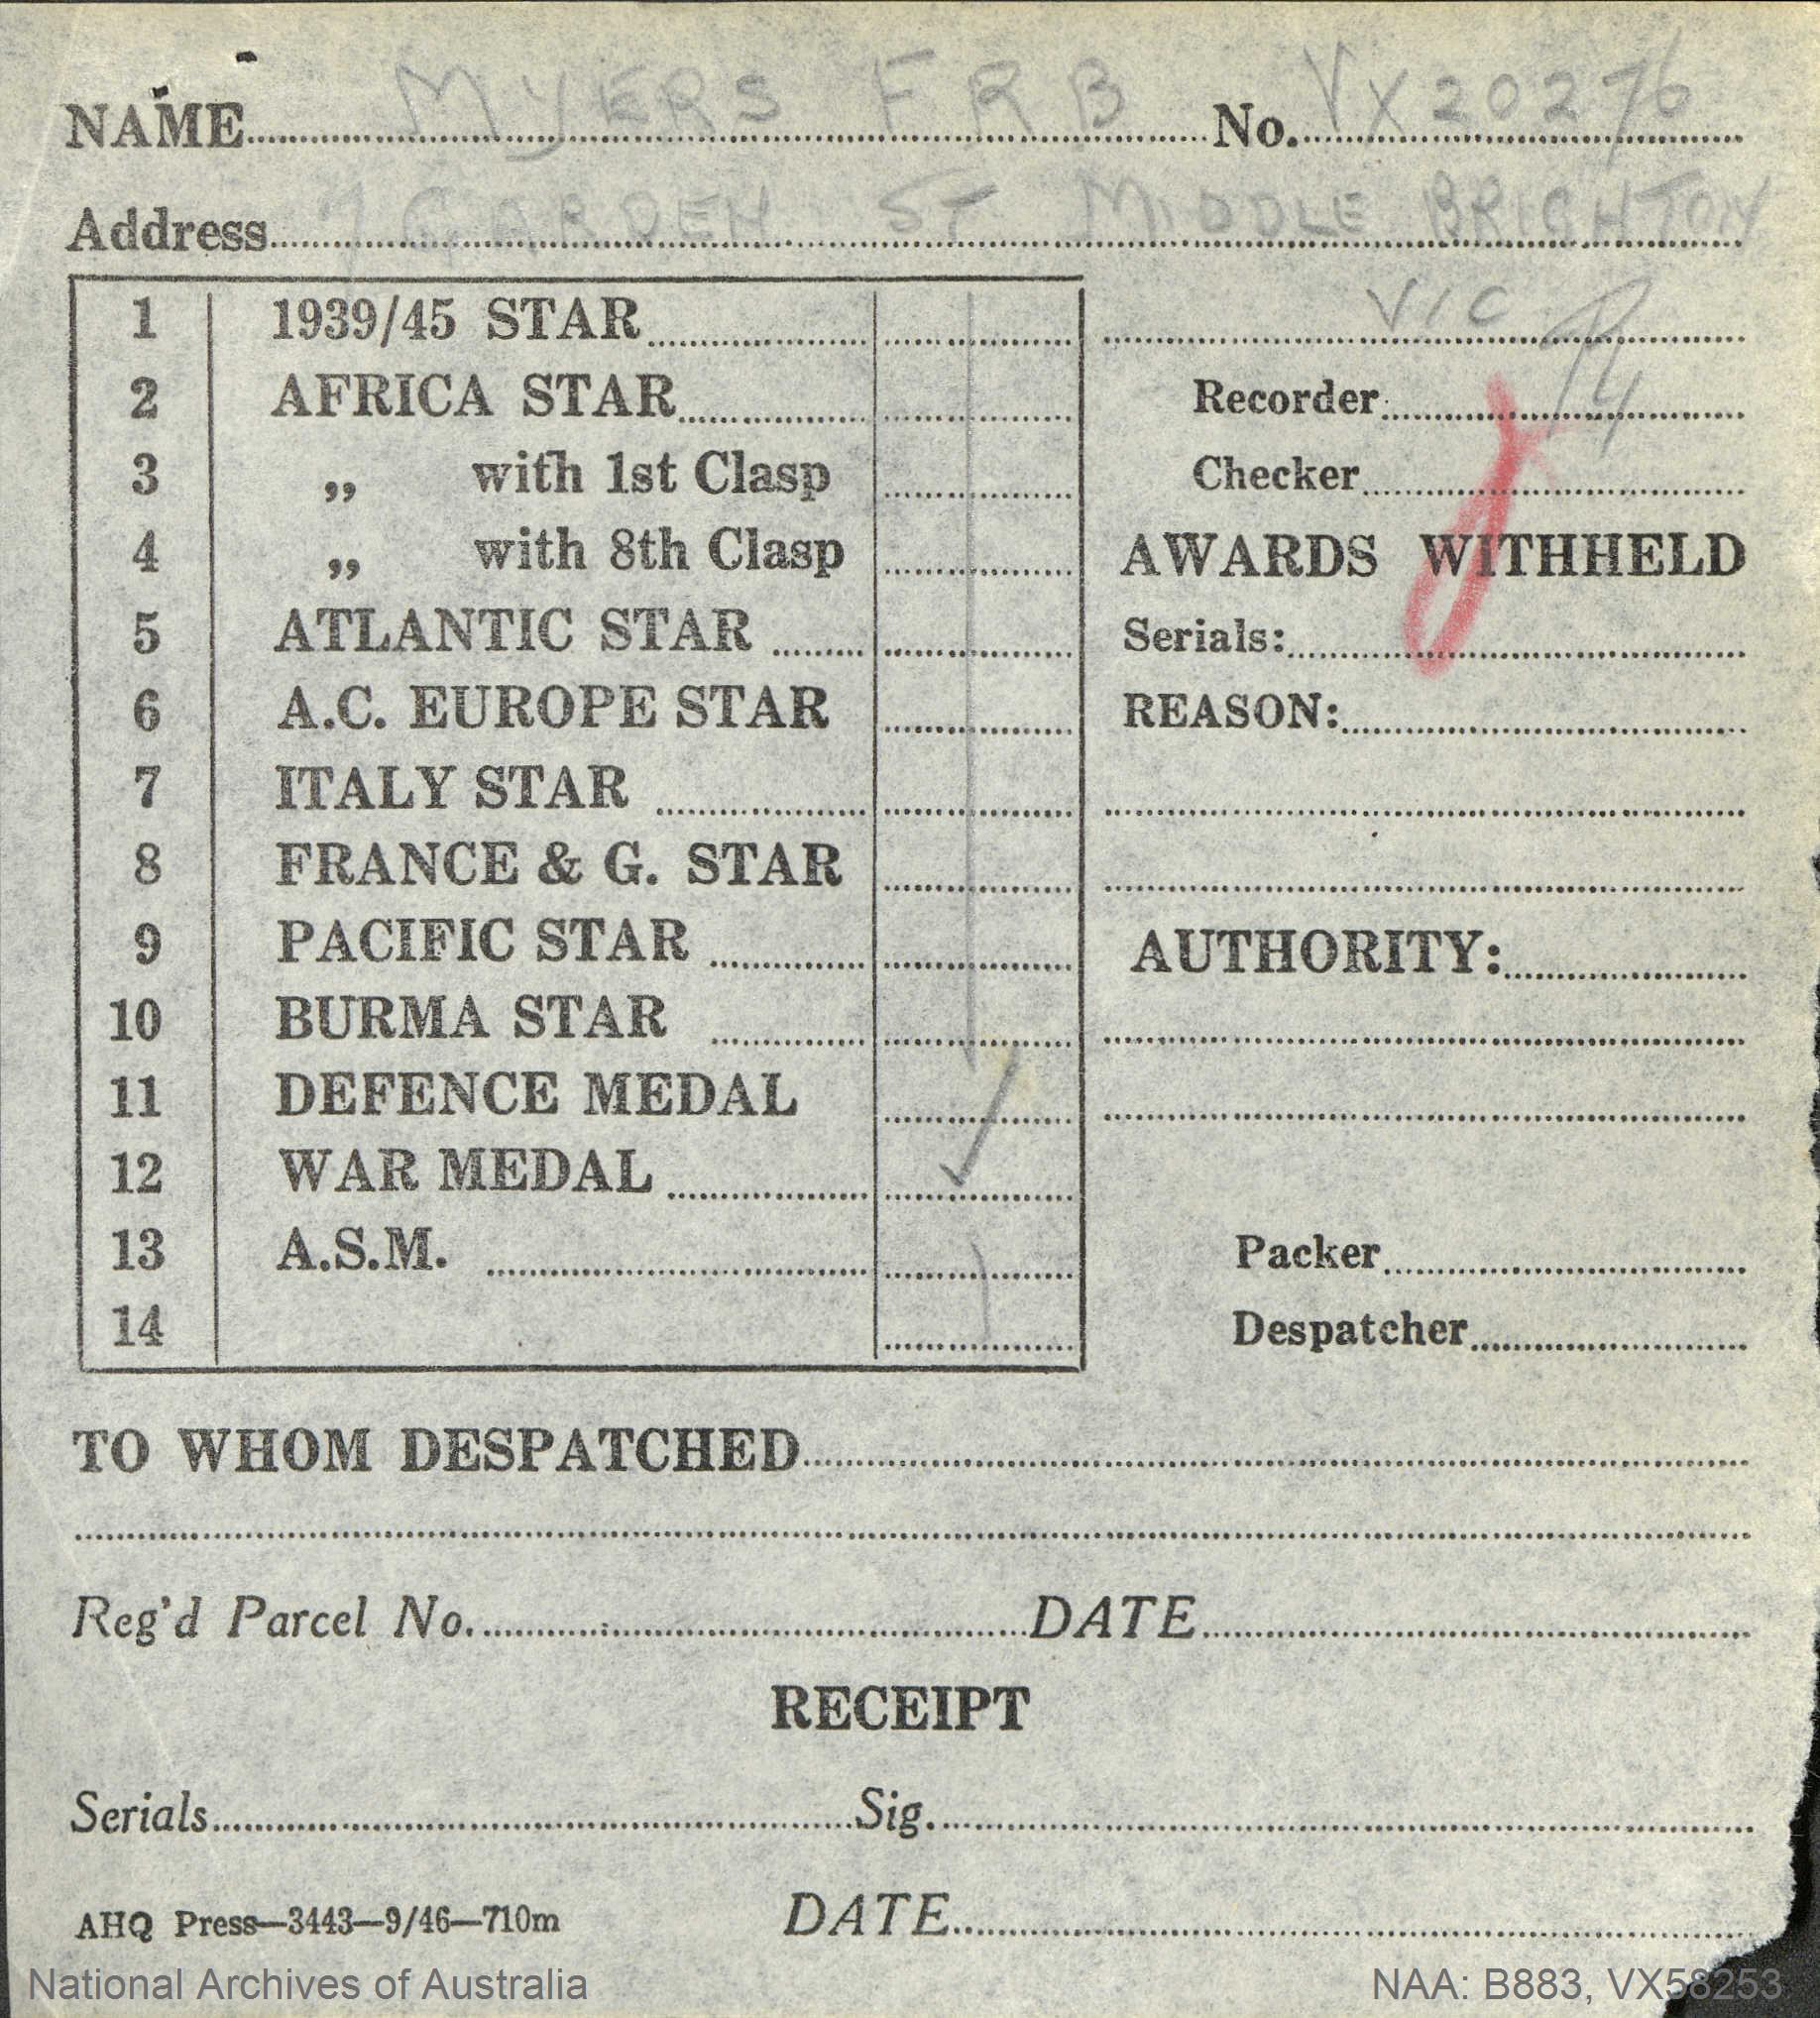 NAME MYERS F R B No. VX20276
Address 7 GARDEN ST MIDDLE BRIGHTON
VIC
1 1939/45 STAR
2 AFRICA STAR
3 „ with 1st Clasp
4 „ with 8th Clasp
5 ATLANTIC STAR
6 A.C. EUROPE STAR
7 ITALY STAR
8 FRANCE & G. STAR
9 PACIFIC STAR
10 BURMA STAR
11 DEFENCE MEDAL
12 WAR MEDAL ✓
13 A.S.M.
14
Recorder
Checker
AWARDS WITHHELD
Serials:
REASON:
AUTHORITY:
Packer
Despatcher
TO WHOM DESPATCHED
Reg'd Parcel No. DATE
RECEIPT
Serials Sig.
AHQ Press—3443—9/46—710m DATE
National Archives of Australia NAA: B883, VX58253